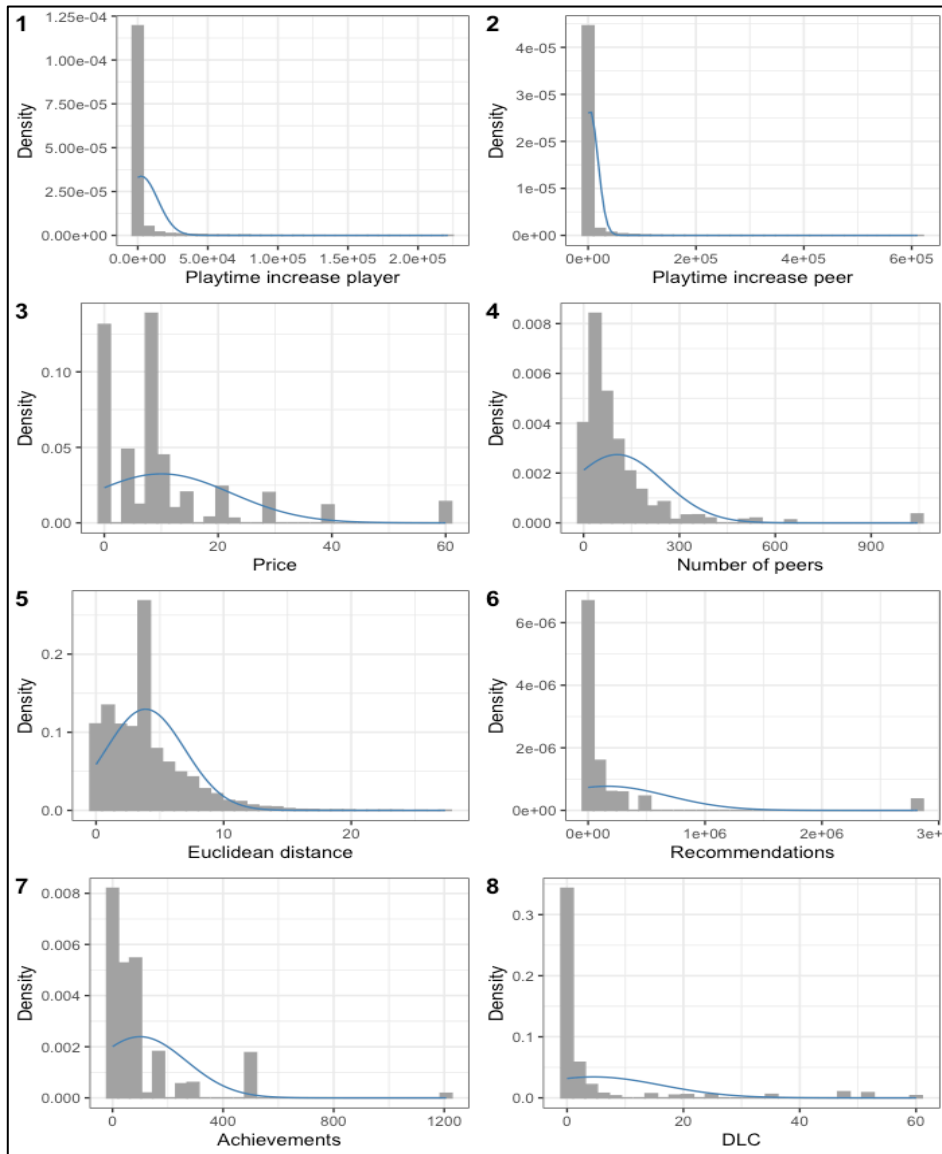 1
1.25e-04
1.00e-04
7.50e-05
5.00e-05
2.50e-05
0.00e+00
Density
0.0e+00 5.0e+04 1.0e+05 1.5e+05 2.0e+05
Playtime increase player
2
4e-05
3e-05
2e-05
1e-05
0e+00
Density
0e+00 2e+05 4e+05 6e+05
Playtime increase peer
3
0.10
0.05
0.00
Density
0 20 40 60
Price
4
0.008
0.006
0.004
0.002
0.000
Density
0 300 600 900
Number of peers
5
0.2
0.1
0.0
Density
0 10 20
Euclidean distance
6
6e-06
4e-06
2e-06
0e+00
Density
0e+00 1e+06 2e+06 3e+
Recommendations
7
0.008
0.006
0.004
0.002
0.000
Density
0 400 800 1200
Achievements
8
0.3
0.2
0.1
0.0
Density
0 20 40 60
DLC